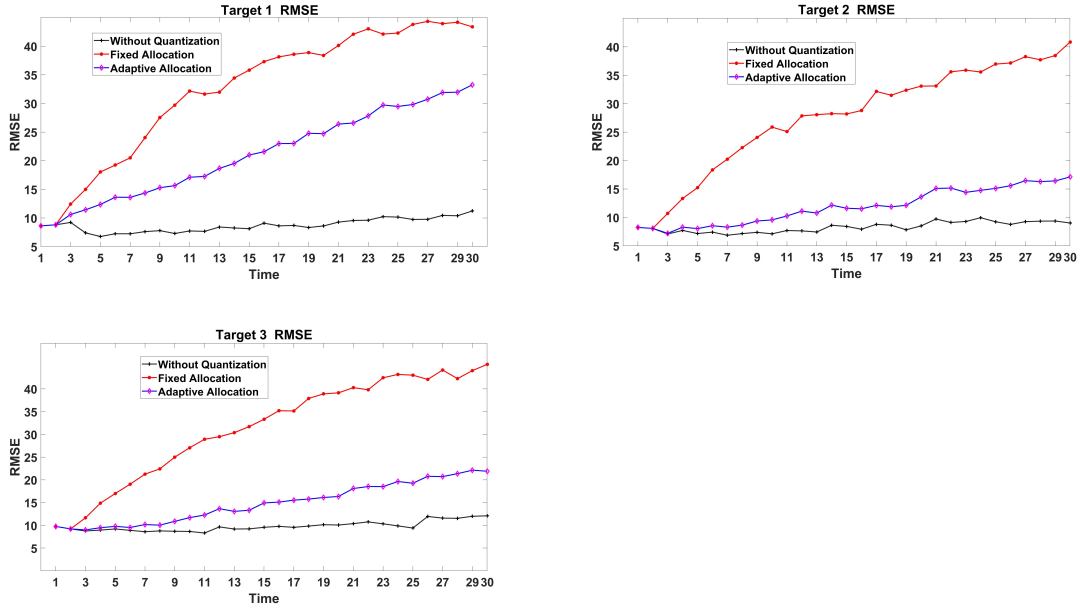 Target 1 RMSE
Without Quantization
Fixed Allocation
Adaptive Allocation
RMSE
40
35
30
25
20
15
10
5
1 3 5 7 9 11 13 15 17 19 21 23 25 27 29 30
Time
Target 2 RMSE
Without Quantization
Fixed Allocation
Adaptive Allocation
RMSE
40
35
30
25
20
15
10
5
1 3 5 7 9 11 13 15 17 19 21 23 25 27 29 30
Time
Target 3 RMSE
Without Quantization
Fixed Allocation
Adaptive Allocation
RMSE
40
35
30
25
20
15
10
5
1 3 5 7 9 11 13 15 17 19 21 23 25 27 29 30
Time